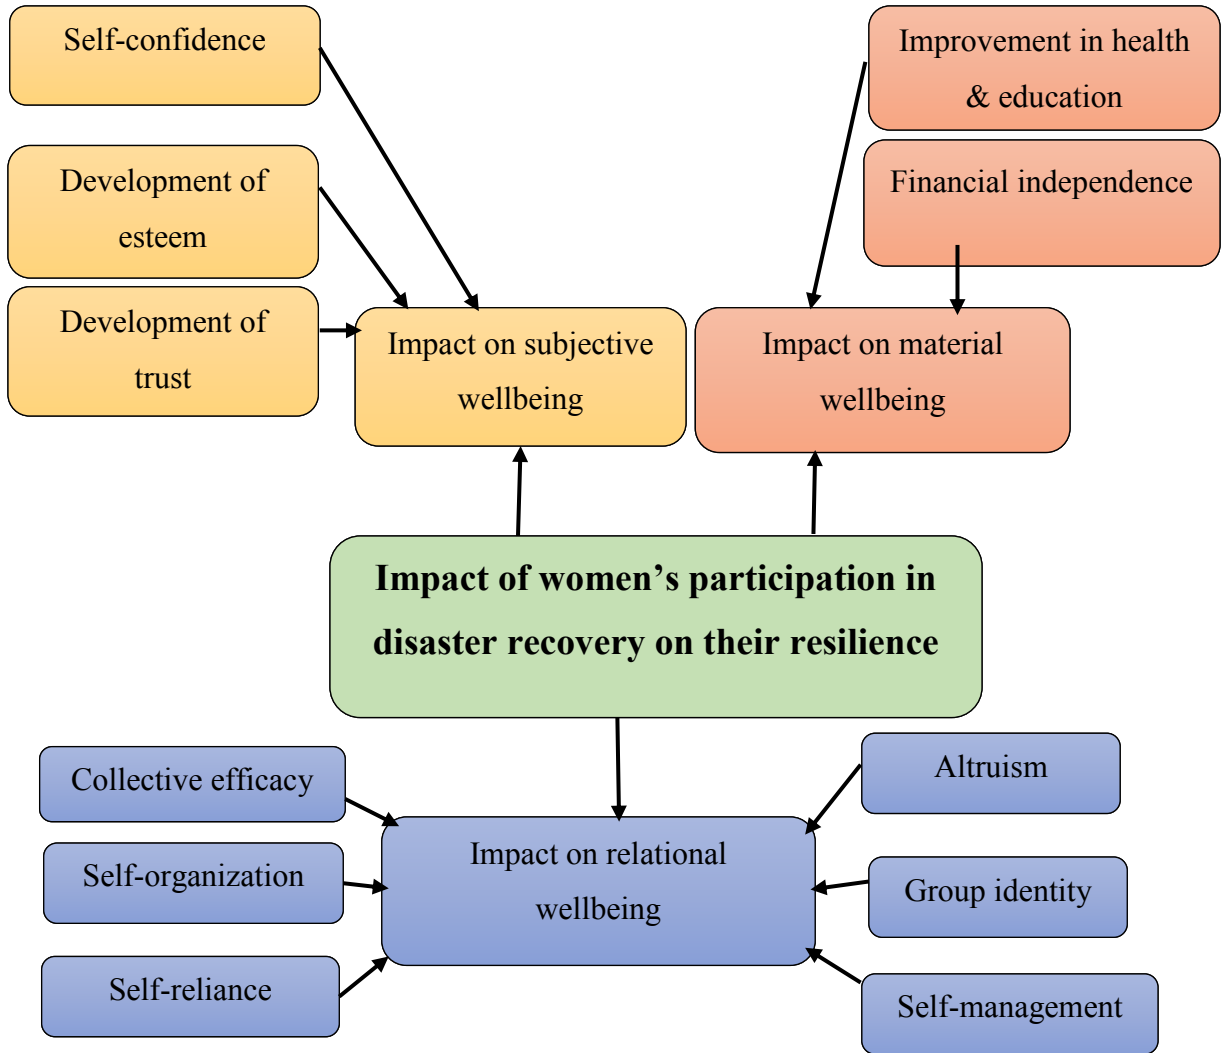 Self-confidence
Development of
esteem
Development of
trust
Improvement in health
& education
Financial independence
Impact on subjective
wellbeing
Impact on material
wellbeing
Impact of women’s participation in
disaster recovery on their resilience
Collective efficacy
Self-organization
Self-reliance
Impact on relational
wellbeing
Altruism
Group identity
Self-management